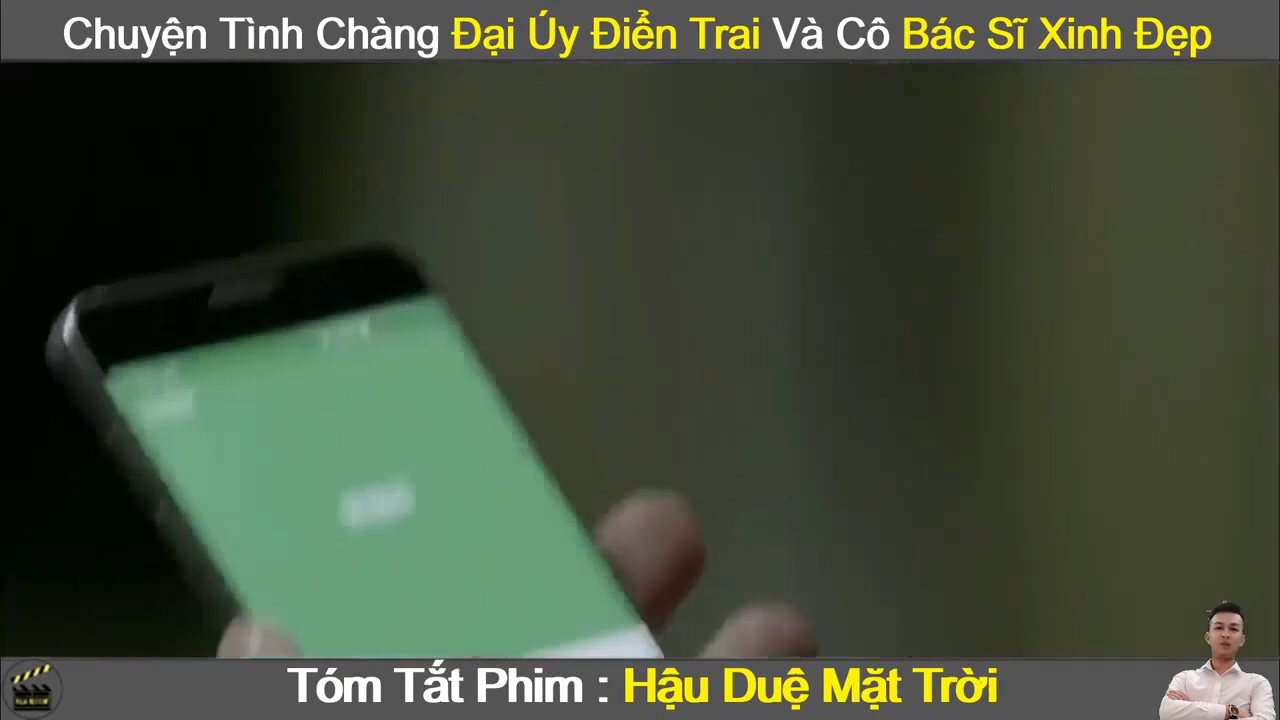 Chuyện Tình Chàng Đại Úy Điển Trai Và Cô Bác Sĩ Xinh Đẹp
Tóm Tắt Phim : Hậu Duệ Mặt Trời